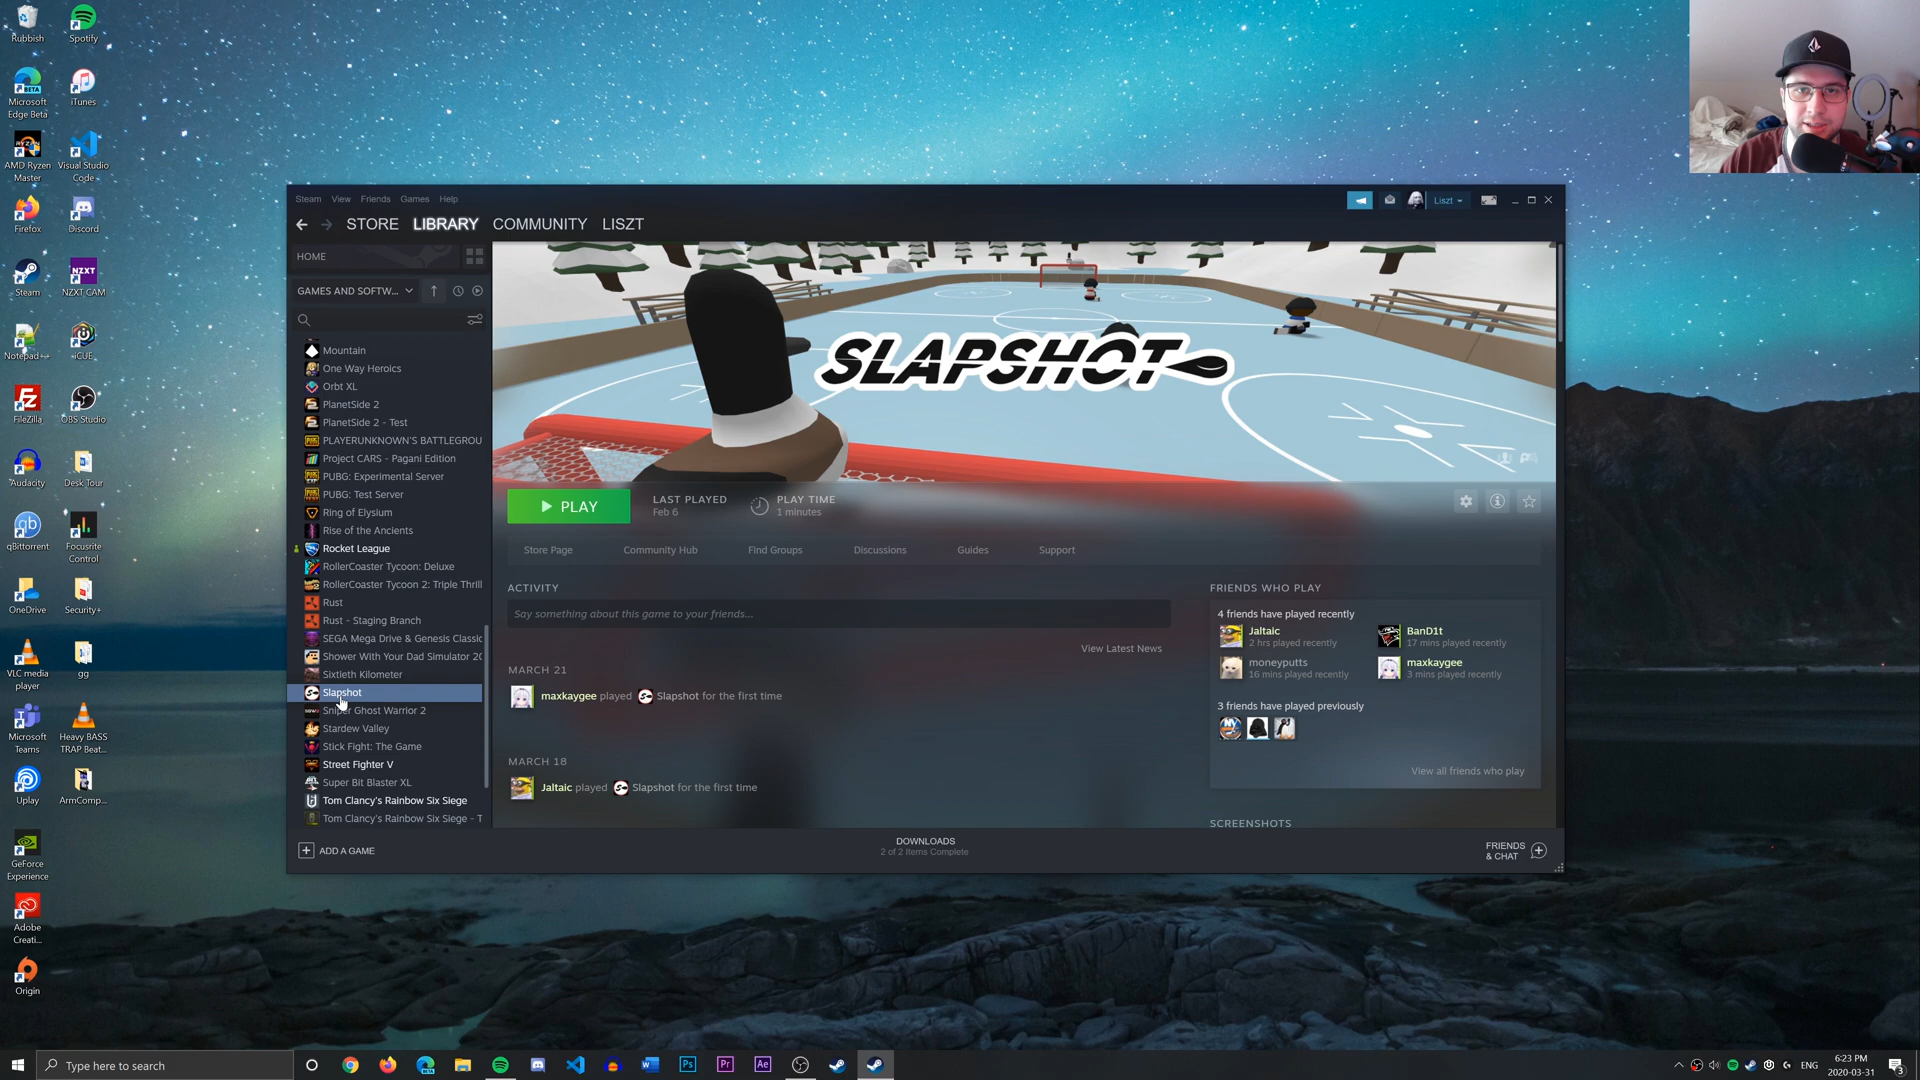 Rubbish
Spotify
Microsoft
Edge Beta
iTunes
AMD Ryzen
Master
Visual Studio
Code
Firefox
Discord
Steam
NZXT CAM
Notepad++
iCUE
FileZilla
OBS Studio
Audacity
Desk Tour
qBittorrent
Focusrite
Control
OneDrive
Security+
VLC media
player
gg
Microsoft
Teams
Heavy BASS
TRAP Beat...
Uplay
ArmComp...
GeForce
Experience
Adobe
Creati...
Origin
Steam View Friends Games Help
Liszt
STORE LIBRARY COMMUNITY LISZT
HOME
GAMES AND SOFTW...
Mountain
One Way Heroics
Orbt XL
PlanetSide 2
PlanetSide 2 - Test
PLAYERUNKNOWN'S BATTLEGROU
Project CARS - Pagani Edition
PUBG: Experimental Server
PUBG: Test Server
Ring of Elysium
Rise of the Ancients
Rocket League
RollerCoaster Tycoon: Deluxe
RollerCoaster Tycoon 2: Triple Thrill
Rust
Rust - Staging Branch
SEGA Mega Drive & Genesis Classic
Shower With Your Dad Simulator 20
Sixtieth Kilometer
Slapshot
Sniper Ghost Warrior 2
Stardew Valley
Stick Fight: The Game
Street Fighter V
Super Bit Blaster XL
Tom Clancy's Rainbow Six Siege
Tom Clancy's Rainbow Six Siege - T
ADD A GAME
SLAPSHOT
PLAY
LAST PLAYED
Feb 6
PLAY TIME
1 minutes
Store Page Community Hub Find Groups Discussions Guides Support
ACTIVITY
Say something about this game to your friends...
View Latest News
MARCH 21
maxkaygee played Slapshot for the first time
MARCH 18
Jaltaic played Slapshot for the first time
FRIENDS WHO PLAY
4 friends have played recently
Jaltaic
2 hrs played recently
BanD1t
17 mins played recently
moneyputts
16 mins played recently
maxkaygee
3 mins played recently
3 friends have played previously
View all friends who play
SCREENSHOTS
DOWNLOADS
2 of 2 Items Complete
FRIENDS
& CHAT
Type here to search
ENG
6:23 PM
2020-03-31